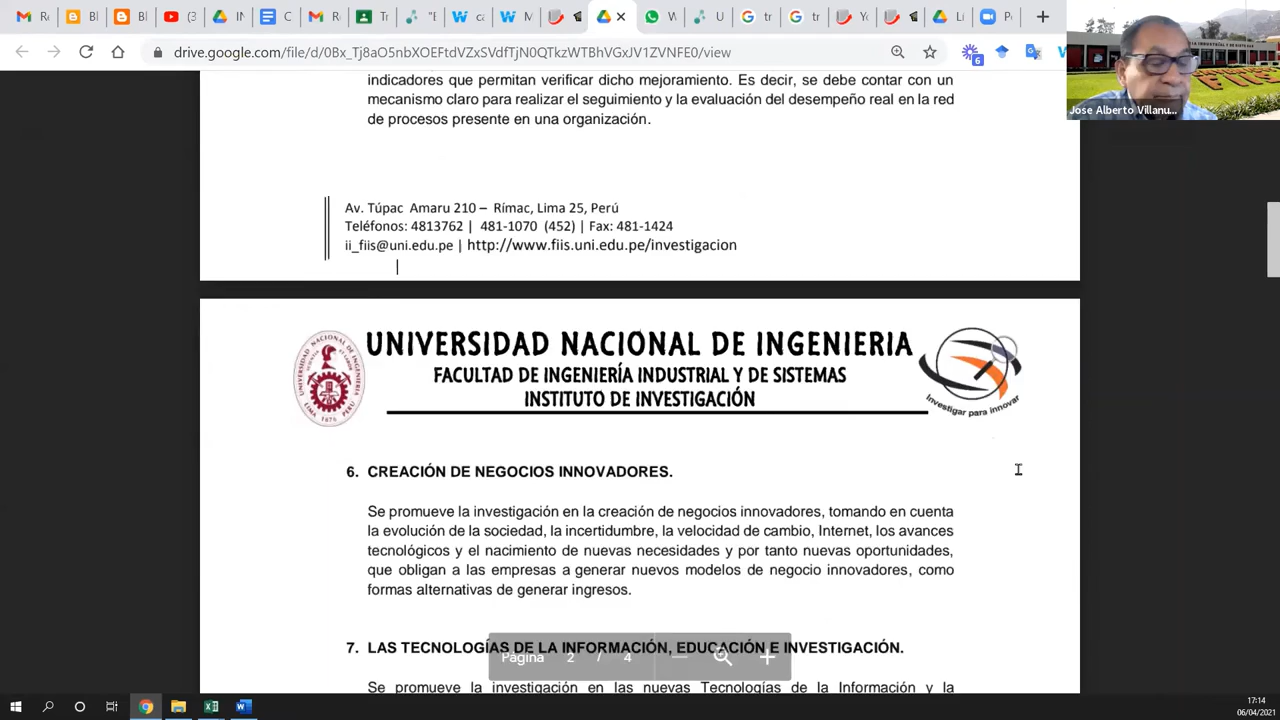 drive.google.com/file/d/0Bx_Tj8aO5nbXOEFtdVZxSVdfTjN0QTkzWTBhVGxJV1ZVNFE0/view
6
Jose Alberto Villanu...
indicadores que permitan verificar dicho mejoramiento. Es decir, se debe contar con un
mecanismo claro para realizar el seguimiento y la evaluación del desempeño real en la red
de procesos presente en una organización.
Av. Túpac Amaru 210 – Rímac, Lima 25, Perú
Teléfonos: 4813762 | 481-1070 (452) | Fax: 481-1424
ii_fiis@uni.edu.pe | http://www.fiis.uni.edu.pe/investigacion
UNIVERSIDAD NACIONAL DE INGENIERIA
FACULTAD DE INGENIERÍA INDUSTRIAL Y DE SISTEMAS
INSTITUTO DE INVESTIGACIÓN
Investigar para innovar
6. CREACIÓN DE NEGOCIOS INNOVADORES.
Se promueve la investigación en la creación de negocios innovadores, tomando en cuenta
la evolución de la sociedad, la incertidumbre, la velocidad de cambio, Internet, los avances
tecnológicos y el nacimiento de nuevas necesidades y por tanto nuevas oportunidades,
que obligan a las empresas a generar nuevos modelos de negocio innovadores, como
formas alternativas de generar ingresos.
7. LAS TECNOLOGÍAS DE LA INFORMACIÓN, EDUCACIÓN E INVESTIGACIÓN.
Página 2 / 4
Se promueve la investigación en las nuevas Tecnologías de la Información y la
17:14
06/04/2021